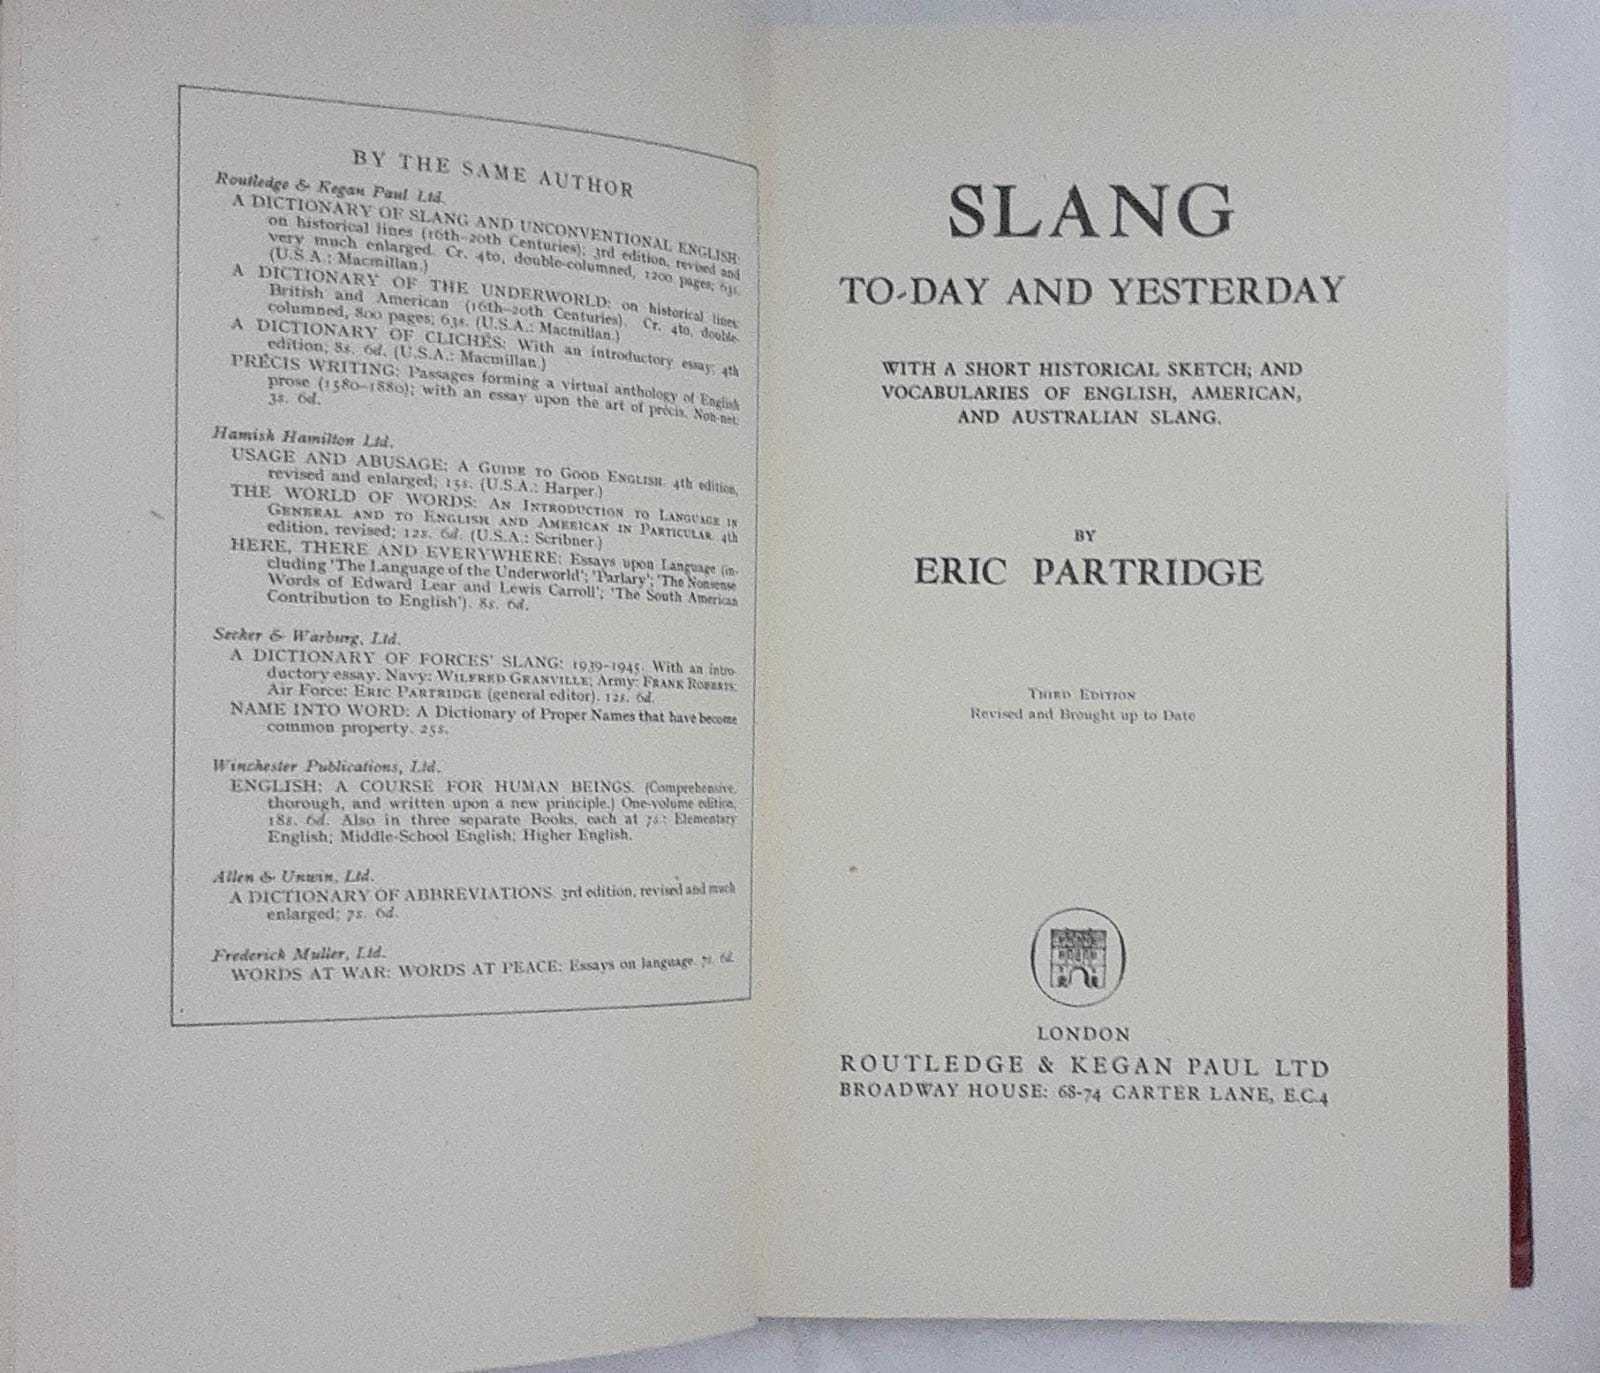 BY THE SAME AUTHOR
Routledge & Kegan Paul Ltd.
A DICTIONARY OF SLANG AND UNCONVENTIONAL ENGLISH:
on historical lines (16th–20th Centuries); 3rd edition, revised and
very much enlarged. Cr. 4to, double-columned, 1200 pages; 63s.
(U.S.A.: Macmillan.)
A DICTIONARY OF THE UNDERWORLD: on historical lines:
British and American (16th–20th Centuries). Cr. 4to, double-
columned, 800 pages; 63s. (U.S.A.: Macmillan.)
A DICTIONARY OF CLICHÉS: With an introductory essay; 4th
edition; 8s. 6d. (U.S.A.: Macmillan.)
PRÉCIS WRITING: Passages forming a virtual anthology of English
prose (1580–1880); with an essay upon the art of précis. Non-net:
3s. 6d.
Hamish Hamilton Ltd.
USAGE AND ABUSAGE: A GUIDE TO GOOD ENGLISH. 4th edition,
revised and enlarged; 15s. (U.S.A.: Harper.)
THE WORLD OF WORDS: AN INTRODUCTION TO LANGUAGE IN
GENERAL AND TO ENGLISH AND AMERICAN IN PARTICULAR. 4th
edition, revised; 12s. 6d. (U.S.A.: Scribner.)
HERE, THERE AND EVERYWHERE: Essays upon Language (in-
cluding 'The Language of the Underworld'; 'Parlary'; 'The Nonsense
Words of Edward Lear and Lewis Carroll'; 'The South American
Contribution to English'). 8s. 6d.
Secker & Warburg, Ltd.
A DICTIONARY OF FORCES' SLANG: 1939–1945. With an intro-
ductory essay. Navy: WILFRED GRANVILLE; Army: FRANK ROBERTS;
Air Force: ERIC PARTRIDGE (general editor). 12s. 6d.
NAME INTO WORD: A Dictionary of Proper Names that have become
common property. 25s.
Winchester Publications, Ltd.
ENGLISH: A COURSE FOR HUMAN BEINGS. (Comprehensive,
thorough, and written upon a new principle.) One-volume edition,
18s. 6d. Also in three separate Books, each at 7s.: Elementary
English; Middle-School English; Higher English.
Allen & Unwin, Ltd.
A DICTIONARY OF ABBREVIATIONS. 3rd edition, revised and much
enlarged; 7s. 6d.
Frederick Muller, Ltd.
WORDS AT WAR: WORDS AT PEACE: Essays on language. 7s. 6d.
SLANG
TO-DAY AND YESTERDAY
WITH A SHORT HISTORICAL SKETCH; AND
VOCABULARIES OF ENGLISH, AMERICAN,
AND AUSTRALIAN SLANG.
BY
ERIC PARTRIDGE
THIRD EDITION
Revised and Brought up to Date
LONDON
ROUTLEDGE & KEGAN PAUL LTD
BROADWAY HOUSE: 68-74 CARTER LANE, E.C.4